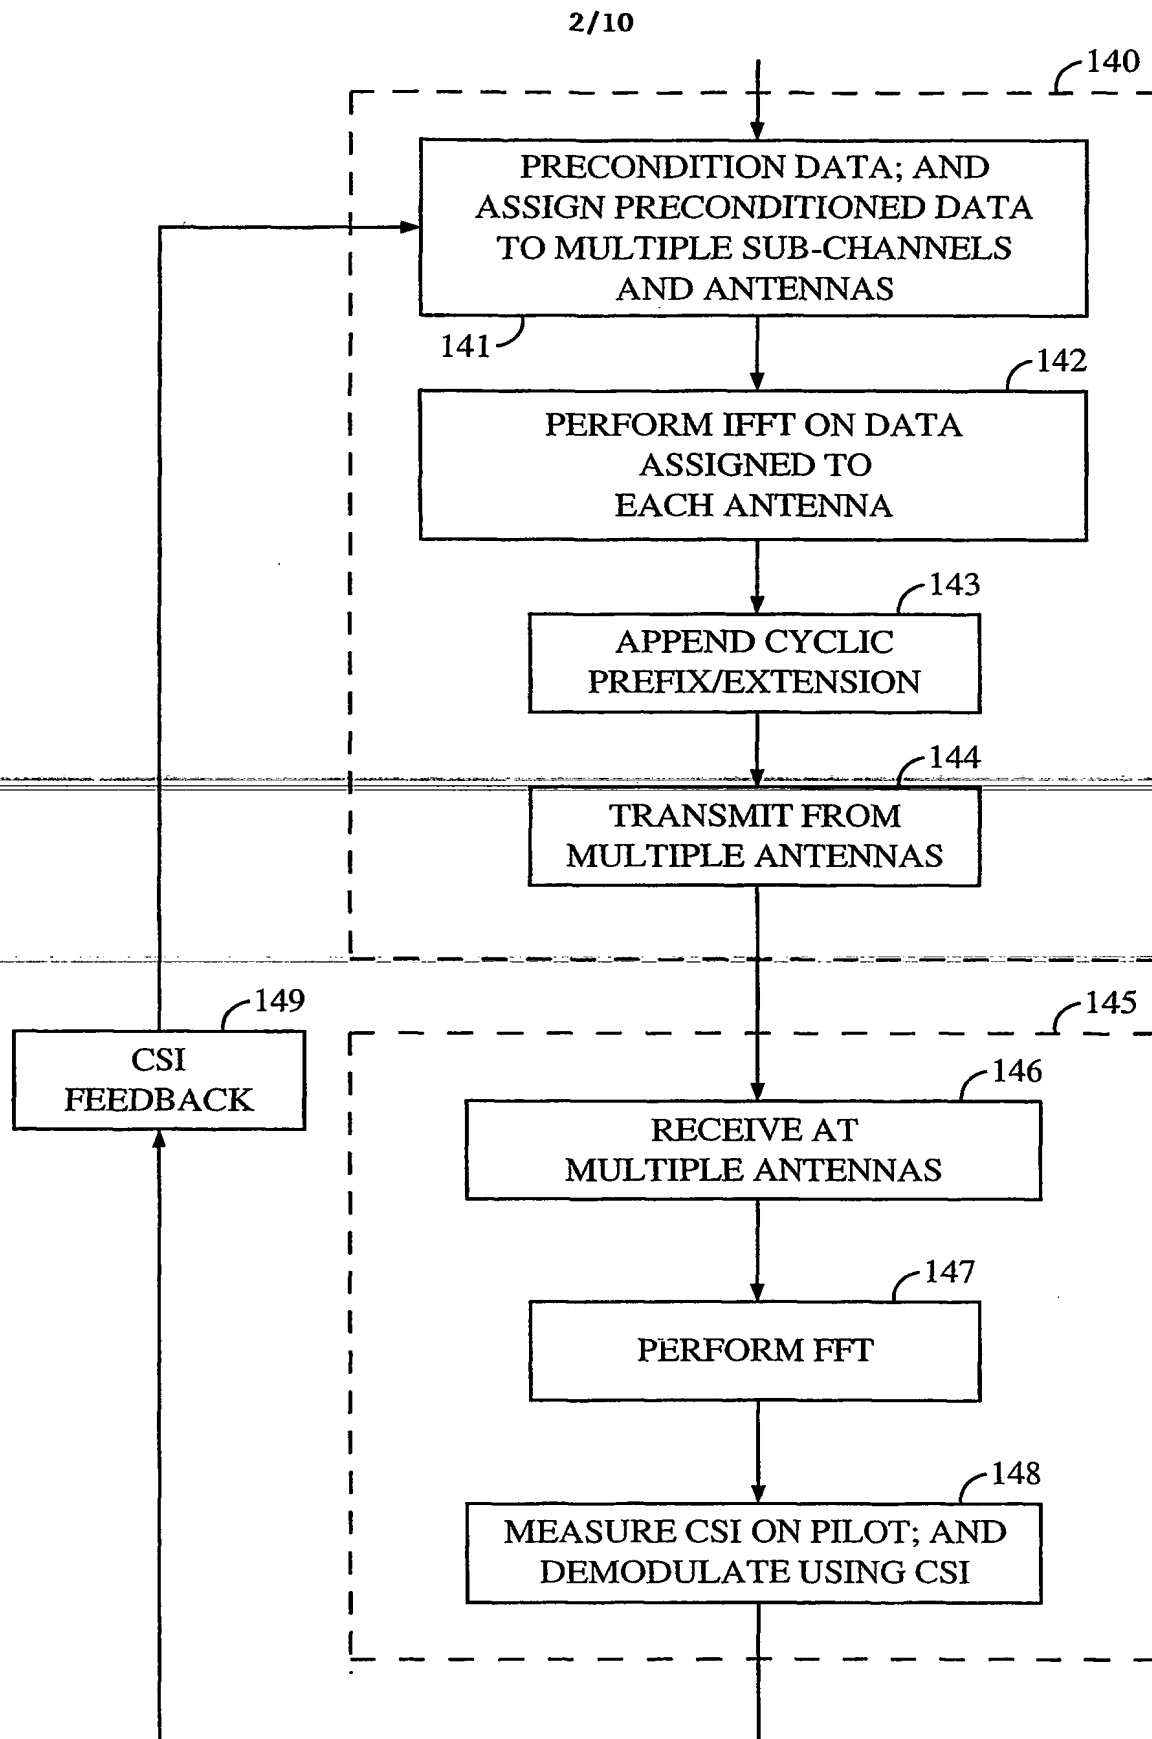 2/10
140
PRECONDITION DATA; AND
ASSIGN PRECONDITIONED DATA
TO MULTIPLE SUB-CHANNELS
AND ANTENNAS
141
142
PERFORM IFFT ON DATA
ASSIGNED TO
EACH ANTENNA
143
APPEND CYCLIC
PREFIX/EXTENSION
144
TRANSMIT FROM
MULTIPLE ANTENNAS
149
CSI
FEEDBACK
145
146
RECEIVE AT
MULTIPLE ANTENNAS
147
PERFORM FFT
148
MEASURE CSI ON PILOT; AND
DEMODULATE USING CSI